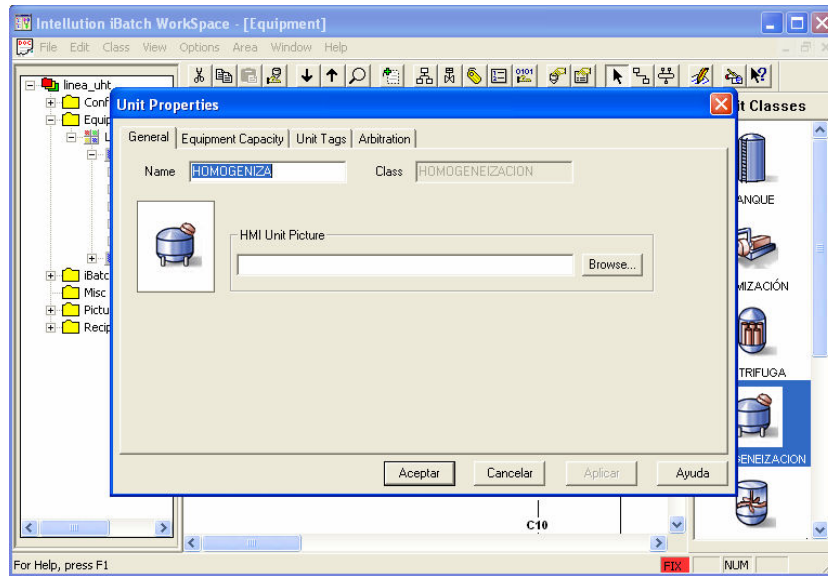 Intellution iBatch WorkSpace - [Equipment]
File Edit Class View Options Area Window Help
linea_uht
Conf
Equip
L
iBatc
Misc
Pictu
Recip
Unit Properties
General Equipment Capacity Unit Tags Arbitration
Name HOMOGENIZA Class HOMOGENEIZACION
HMI Unit Picture
Browse...
Aceptar Cancelar Aplicar Ayuda
it Classes
ANQUE
MIZACIÓN
TRIFUGA
GENEIZACION
C10
For Help, press F1
FIX NUM